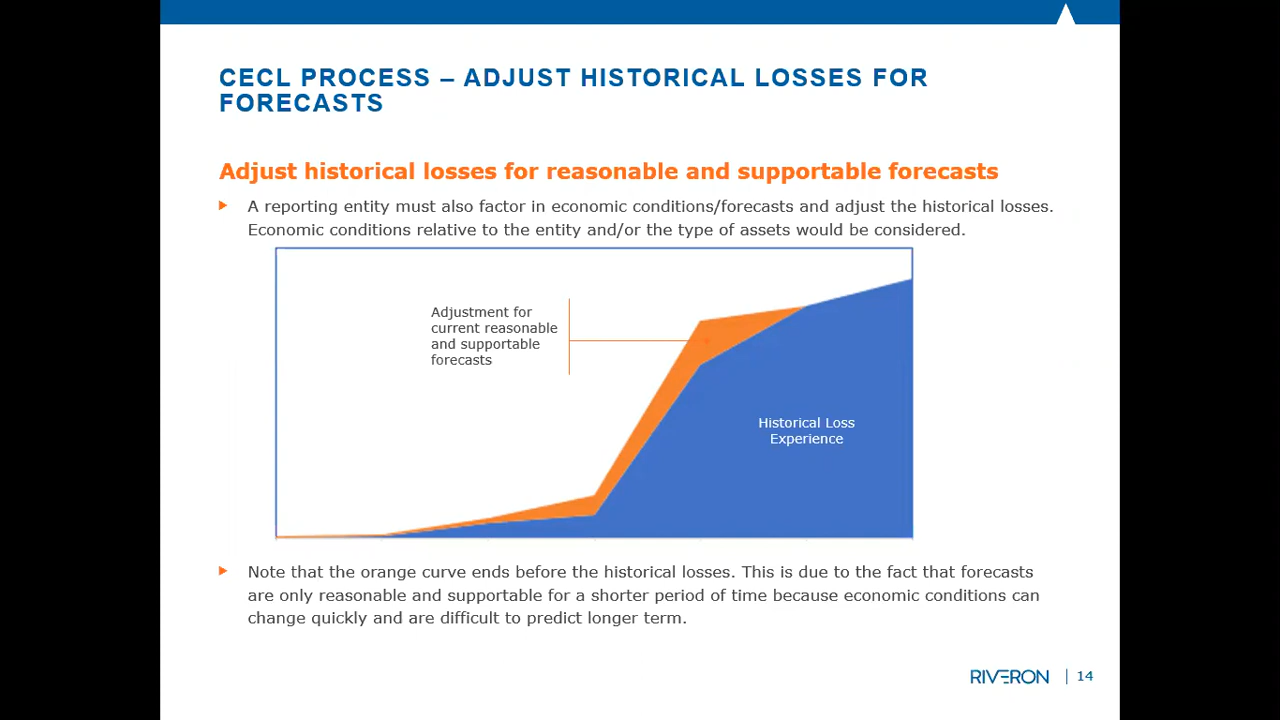 CECL PROCESS – ADJUST HISTORICAL LOSSES FOR
FORECASTS
Adjust historical losses for reasonable and supportable forecasts
A reporting entity must also factor in economic conditions/forecasts and adjust the historical losses.
Economic conditions relative to the entity and/or the type of assets would be considered.
Adjustment for
current reasonable
and supportable
forecasts
Historical Loss
Experience
Note that the orange curve ends before the historical losses. This is due to the fact that forecasts
are only reasonable and supportable for a shorter period of time because economic conditions can
change quickly and are difficult to predict longer term.
RIVERON | 14